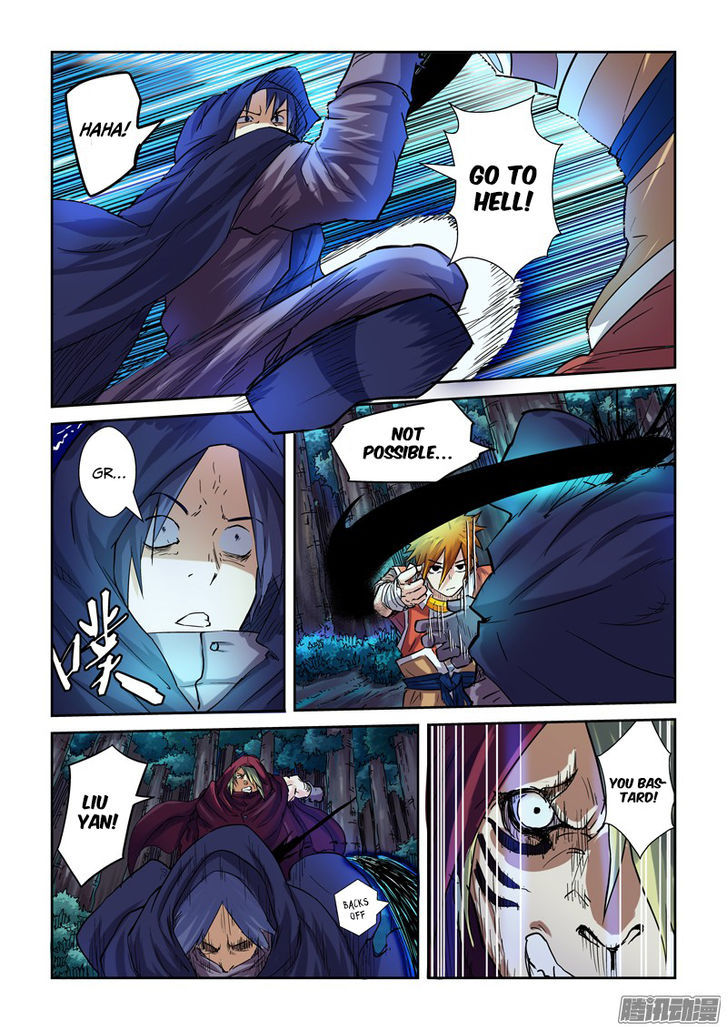 HAHA!
GO TO
HELL!
GR...
噗
NOT
POSSIBLE...
LIU
YAN!
BACKS
OFF
YOU BAS-
TARD!
腾讯动漫